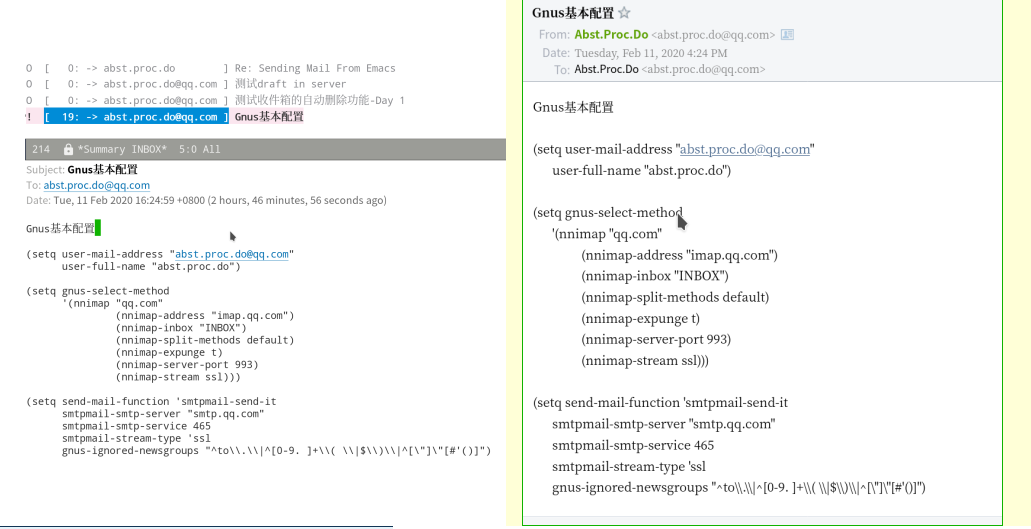 O [ 0: -> abst.proc.do ] Re: Sending Mail From Emacs
O [ 0: -> abst.proc.do@qq.com ] 测试draft in server
O [ 0: -> abst.proc.do@qq.com ] 测试收件箱的自动删除功能-Day 1
! [ 19: -> abst.proc.do@qq.com ] Gnus基本配置
214 *Summary INBOX* 5:0 All
Subject: Gnus基本配置
To: abst.proc.do@qq.com
Date: Tue, 11 Feb 2020 16:24:59 +0800 (2 hours, 46 minutes, 56 seconds ago)
Gnus基本配置
(setq user-mail-address "abst.proc.do@qq.com"
      user-full-name "abst.proc.do")
(setq gnus-select-method
      '(nnimap "qq.com"
               (nnimap-address "imap.qq.com")
               (nnimap-inbox "INBOX")
               (nnimap-split-methods default)
               (nnimap-expunge t)
               (nnimap-server-port 993)
               (nnimap-stream ssl)))
(setq send-mail-function 'smtpmail-send-it
      smtpmail-smtp-server "smtp.qq.com"
      smtpmail-smtp-service 465
      smtpmail-stream-type 'ssl
      gnus-ignored-newsgroups "^to\\.\\|^[0-9. ]+\\( \\|$\\)\\|^[\"]\"[#'()]")
Gnus基本配置
From: Abst.Proc.Do <abst.proc.do@qq.com>
Date: Tuesday, Feb 11, 2020 4:24 PM
To: Abst.Proc.Do <abst.proc.do@qq.com>
Gnus基本配置
(setq user-mail-address "abst.proc.do@qq.com"
      user-full-name "abst.proc.do")
(setq gnus-select-method
      '(nnimap "qq.com"
               (nnimap-address "imap.qq.com")
               (nnimap-inbox "INBOX")
               (nnimap-split-methods default)
               (nnimap-expunge t)
               (nnimap-server-port 993)
               (nnimap-stream ssl)))
(setq send-mail-function 'smtpmail-send-it
      smtpmail-smtp-server "smtp.qq.com"
      smtpmail-smtp-service 465
      smtpmail-stream-type 'ssl
      gnus-ignored-newsgroups "^to\\.\\|^[0-9. ]+\\( \\|$\\)\\|^[\"]\"[#'()]")